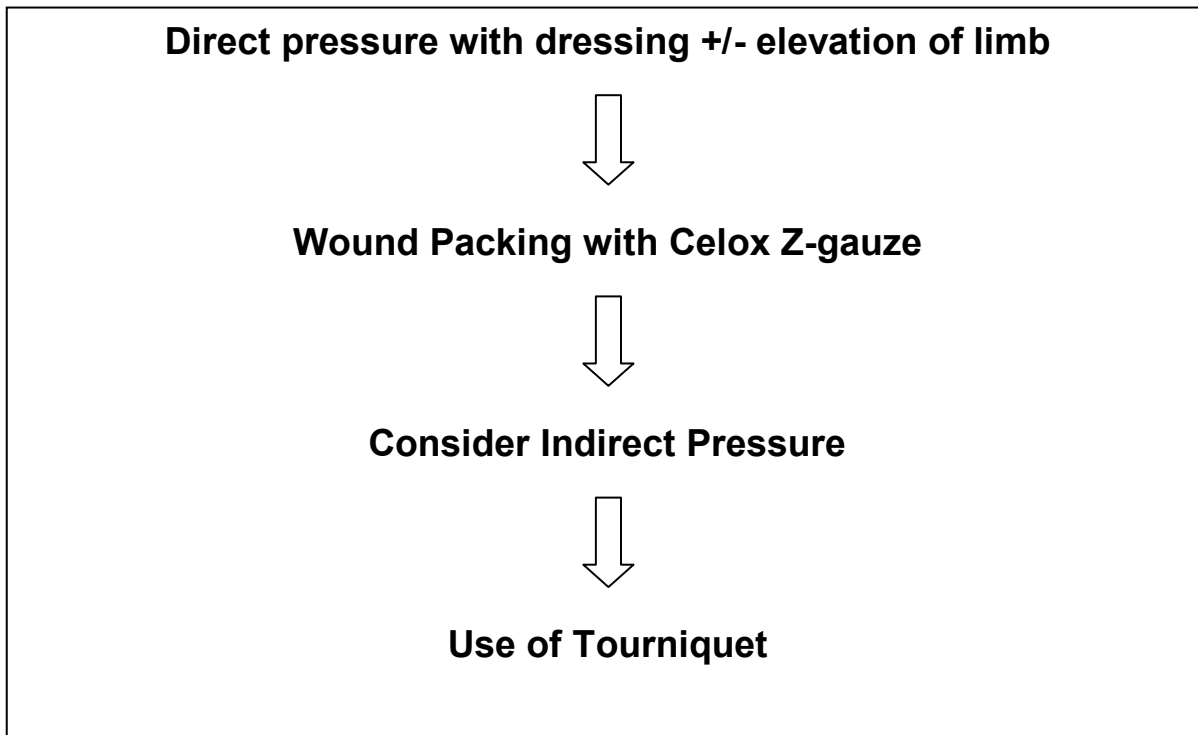 Direct pressure with dressing +/- elevation of limb
Wound Packing with Celox Z-gauze
Consider Indirect Pressure
Use of Tourniquet